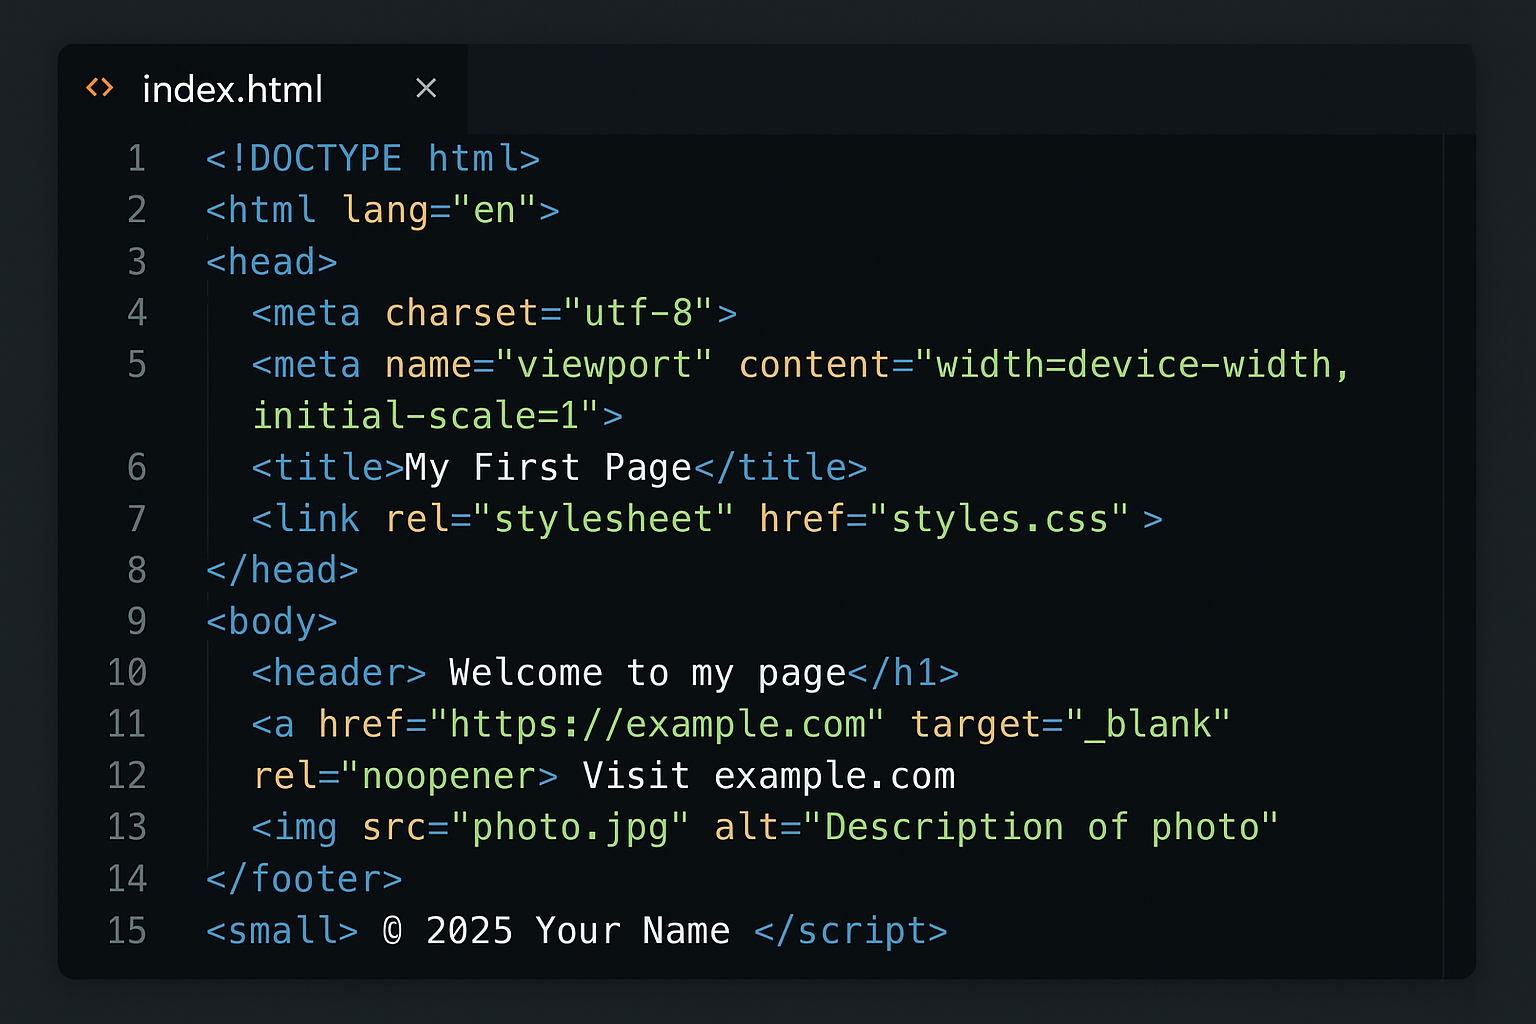 index.html
1 <!DOCTYPE html>
2 <html lang="en">
3 <head>
4 <meta charset="utf-8">
5 <meta name="viewport" content="width=device-width,
initial-scale=1">
6 <title>My First Page</title>
7 <link rel="stylesheet" href="styles.css" >
8 </head>
9 <body>
10 <header> Welcome to my page</h1>
11 <a href="https://example.com" target="_blank"
12 rel="noopener> Visit example.com
13 <img src="photo.jpg" alt="Description of photo"
14 </footer>
15 <small> @ 2025 Your Name </script>